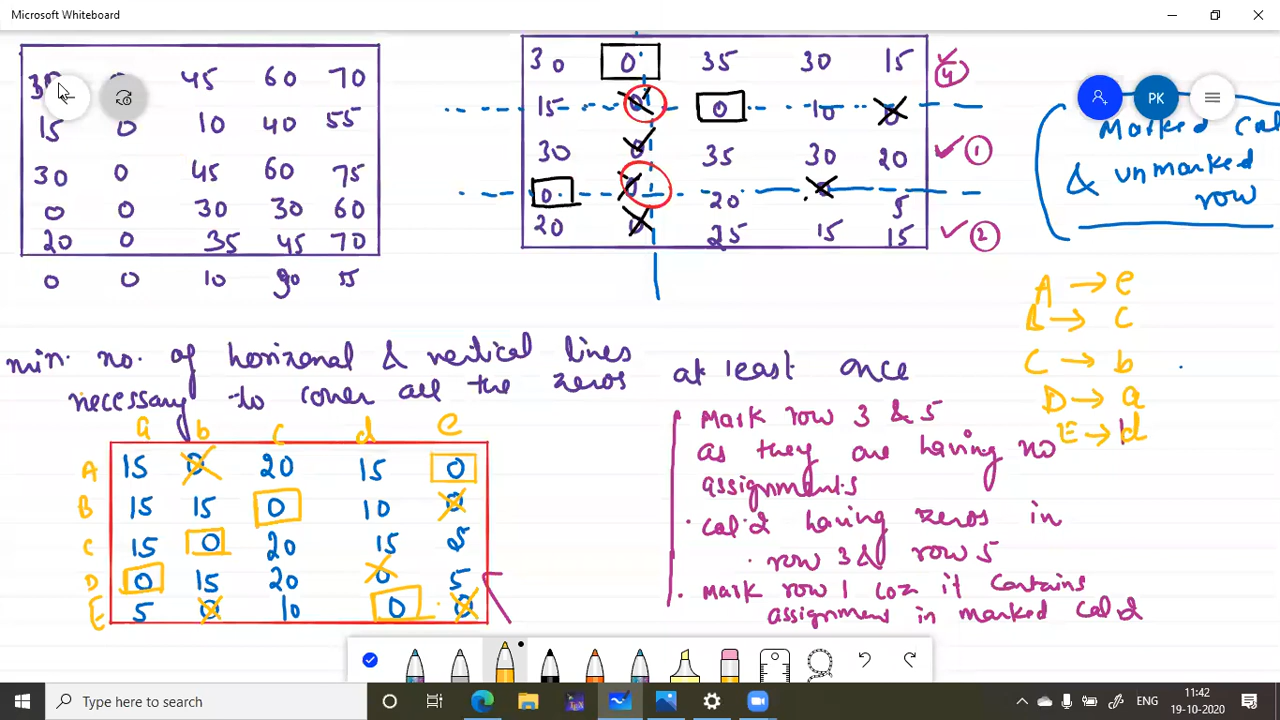 Microsoft Whiteboard
35 0 45 60 70
15 0 10 40 55
30 0 45 60 75
0 0 30 30 60
20 0 35 45 70
0 0 10 30 55
30 0 35 30 15 ✓ 4
15 0 0 10 0
30 0 35 30 20 ✓ 1
0 0 20 0 5
20 0 25 15 15 ✓ 2
PK
Marked Col
& unmarked
row
A → e
B → c
C → b
D → a
E → d
min. no. of horizonal & vertical lines
necessary to cover all the zeros at least once
a b c d e
A 15 0 20 15 0
B 15 15 0 10 0
C 15 0 20 15 5
D 0 15 20 0 5
E 5 0 10 0 0
Mark row 3 & 5
as they are having no
assignments
· Col·2 having zeros in
· row 3 & row 5
· Mark row 1 coz it contains
assignment in marked Col 2
Type here to search
ENG
11:42
19-10-2020